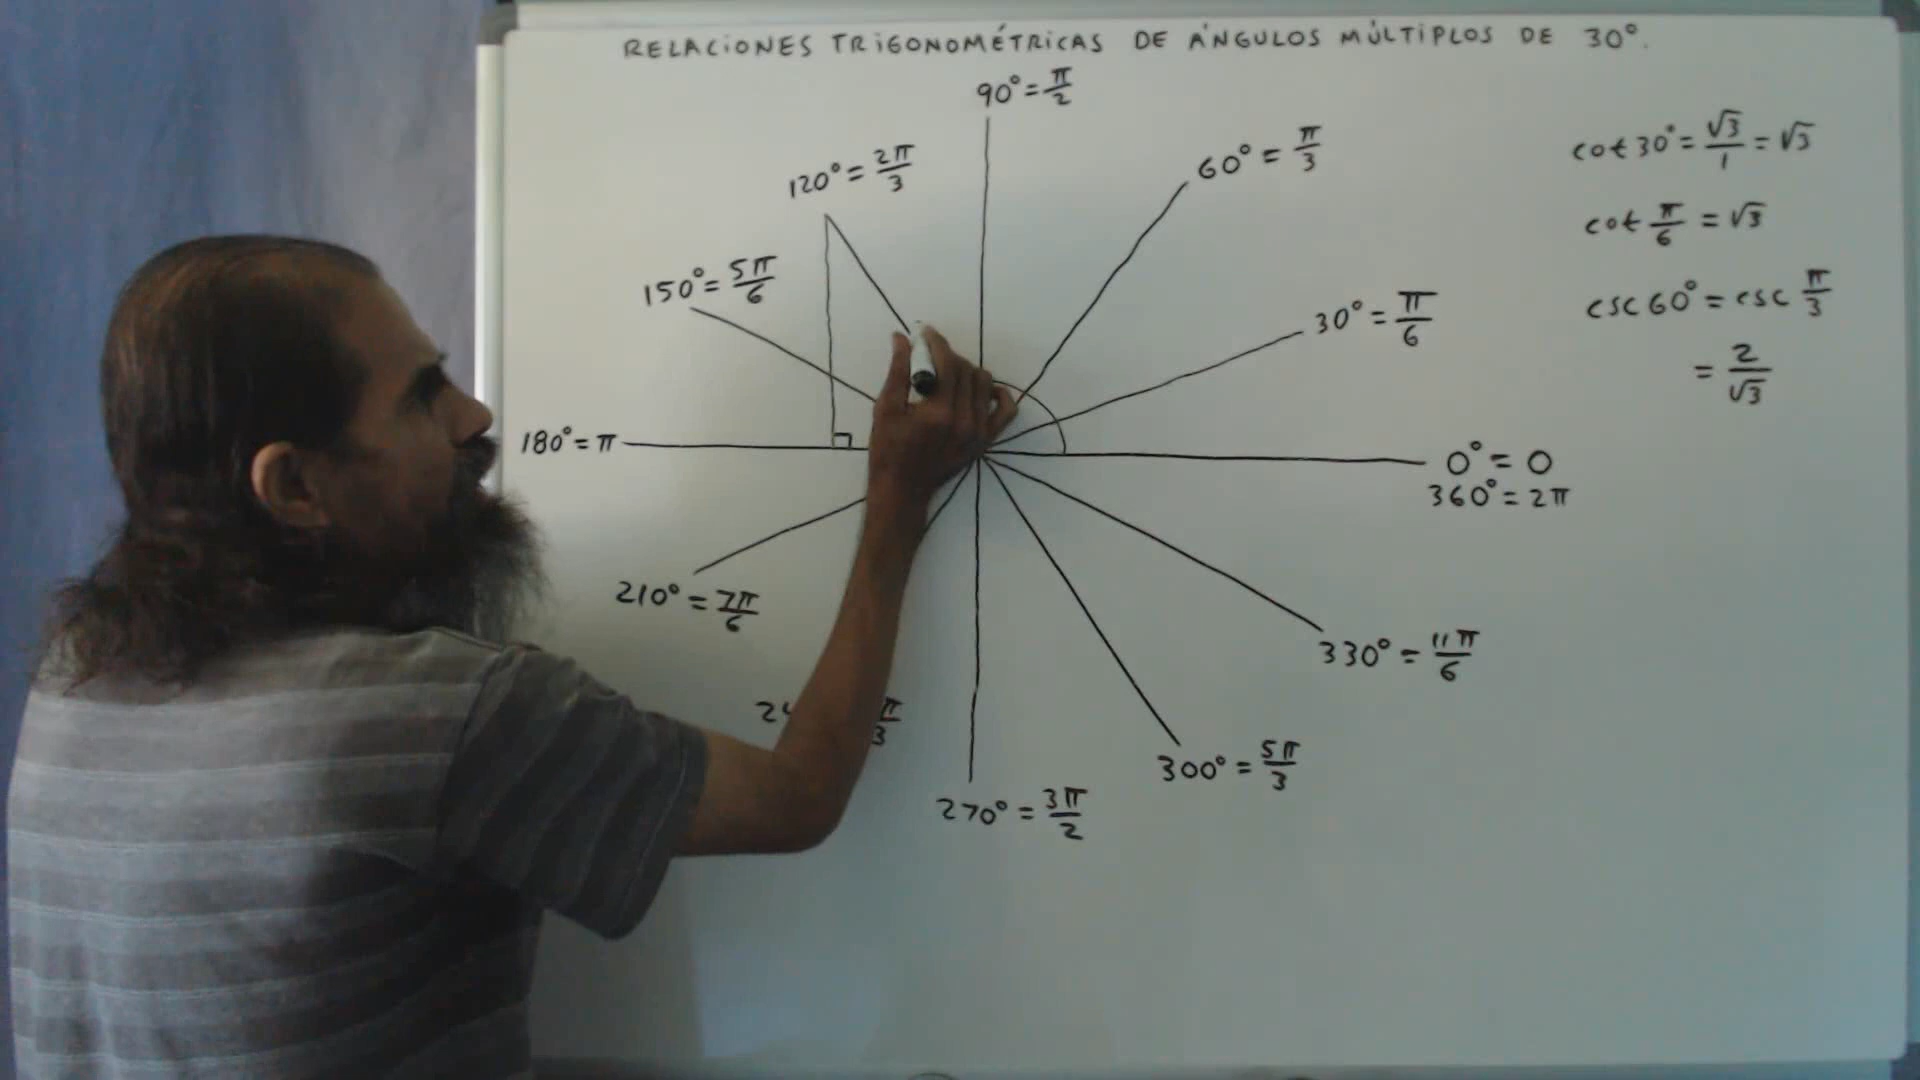 RELACIONES TRIGONOMÉTRICAS DE ÁNGULOS MÚLTIPLOS DE 30°.
90° = π/2
120° = 2π/3
60° = π/3
cot 30° = √3/1 = √3
150° = 5π/6
cot π/6 = √3
30° = π/6
csc 60° = csc π/3
= 2/√3
180° = π
0° = 0
360° = 2π
210° = 7π/6
330° = 11π/6
300° = 5π/3
270° = 3π/2